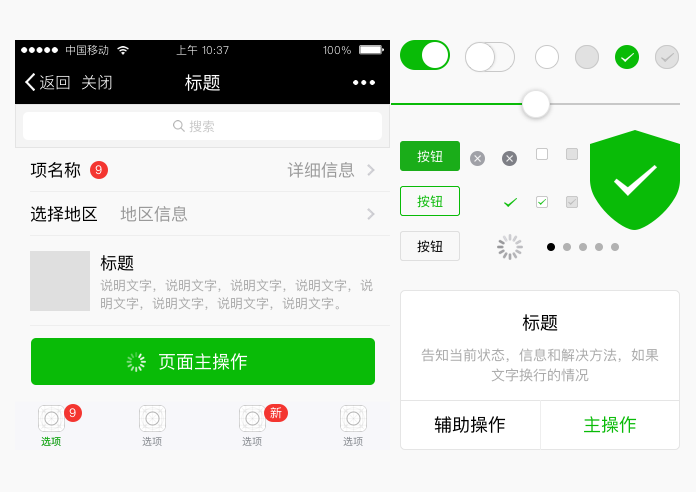 中国移动 上午 10:37 100%
返回 关闭 标题
搜索
项名称 9 详细信息
选择地区 地区信息
标题
说明文字，说明文字，说明文字，说明文字，说
明文字，说明文字，说明文字，说明文字。
页面主操作
9 新
选项 选项 选项 选项
按钮
按钮
按钮
标题
告知当前状态，信息和解决方法，如果
文字换行的情况
辅助操作 主操作